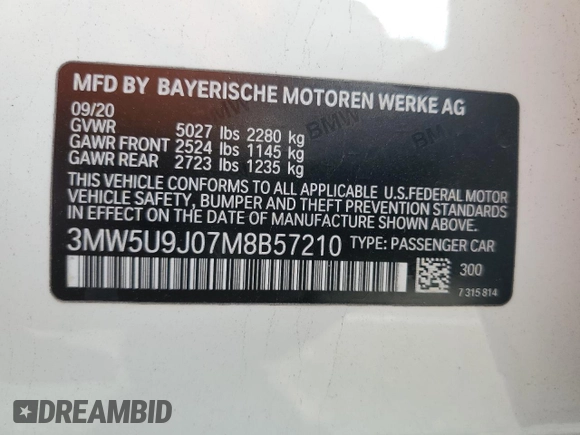 MFD BY BAYERISCHE MOTOREN WERKE AG
09/20
GVWR 5027 lbs 2280 kg
GAWR FRONT 2524 lbs 1145 kg
GAWR REAR 2723 lbs 1235 kg
THIS VEHICLE CONFORMS TO ALL APPLICABLE U.S.FEDERAL MOTOR
VEHICLE SAFETY, BUMPER AND THEFT PREVENTION STANDARDS
IN EFFECT ON THE DATE OF MANUFACTURE SHOWN ABOVE.
3MW5U9J07M8B57210 TYPE: PASSENGER CAR
300
7 315 814
DREAMBID